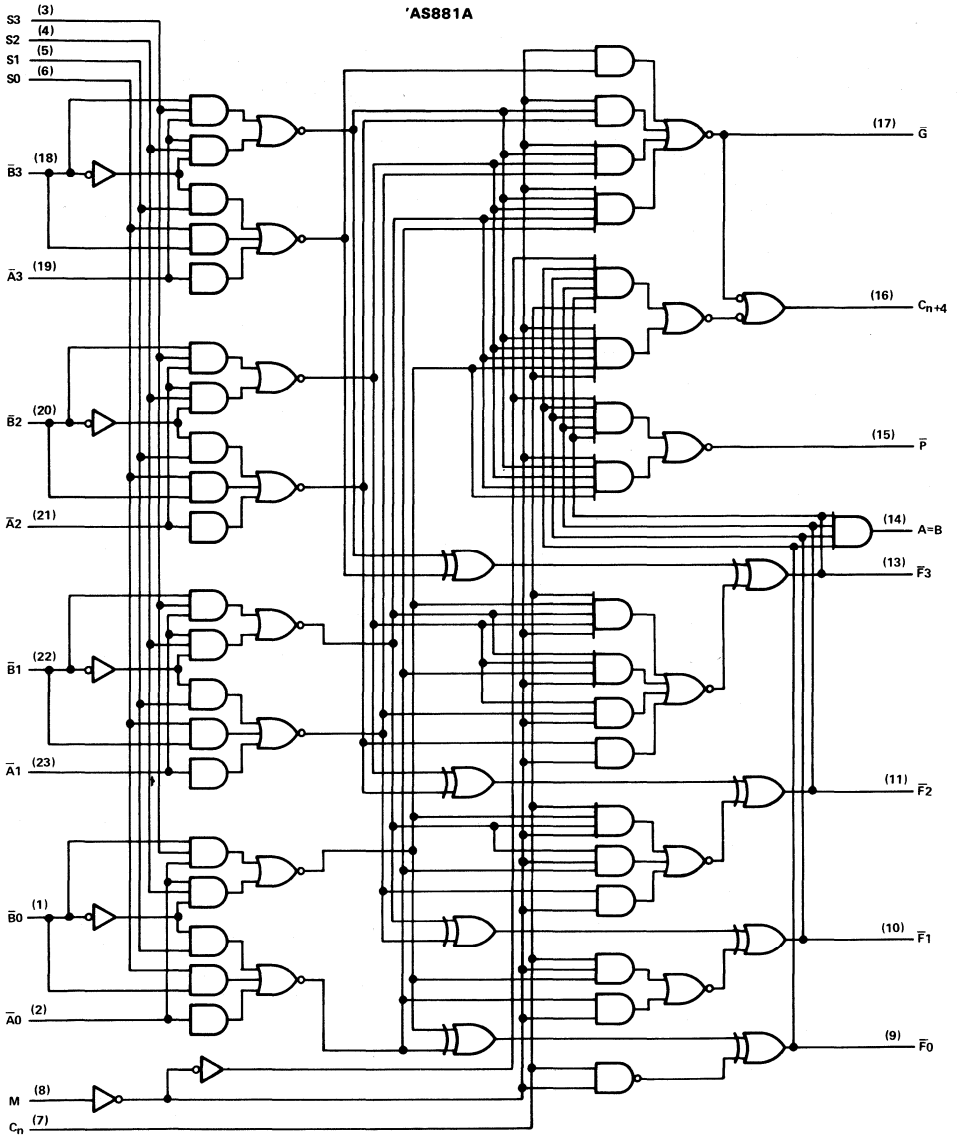 'AS881A
S3 (3)
S2 (4)
S1 (5)
S0 (6)
B̅3 (18)
A̅3 (19)
B̅2 (20)
A̅2 (21)
B̅1 (22)
A̅1 (23)
B̅0 (1)
A̅0 (2)
M (8)
Cn (7)
(17) G̅
(16) Cn+4
(15) P̅
(14) A=B
(13) F̅3
(11) F̅2
(10) F̅1
(9) F̅0